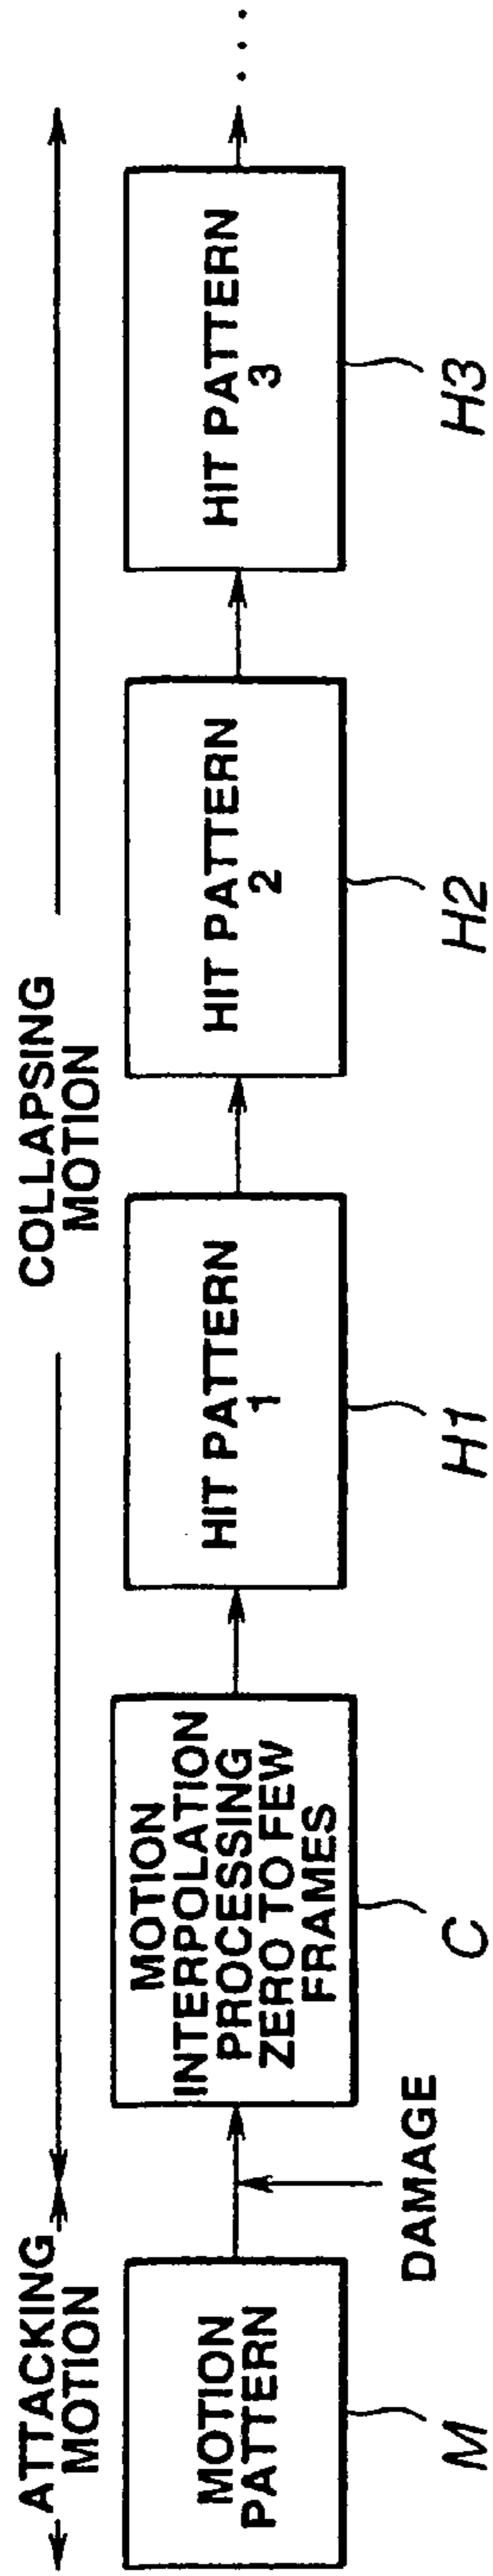 ATTACKING
MOTION
COLLAPSING
MOTION
MOTION
PATTERN
M
DAMAGE
MOTION
INTERPOLATION
PROCESSING
ZERO TO FEW
FRAMES
C
HIT PATTERN
1
H1
HIT PATTERN
2
H2
HIT PATTERN
3
H3
...